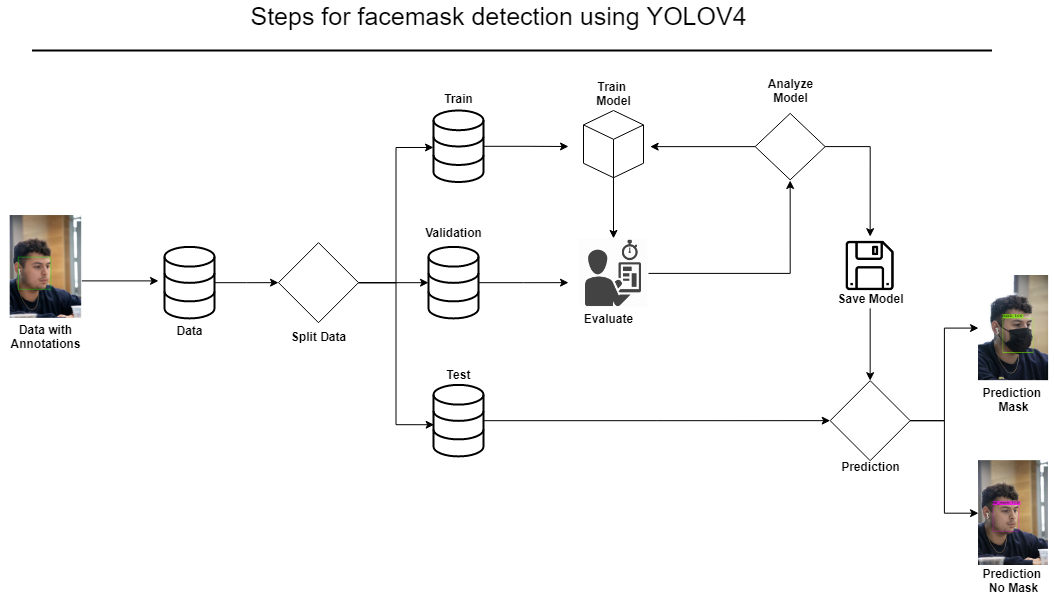 Steps for facemask detection using YOLOV4
Train
Train
Model
Analyze
Model
Validation
Data with
Annotations
Data
Split Data
Evaluate
Save Model
Test
Prediction
Prediction
Mask
Prediction
No Mask